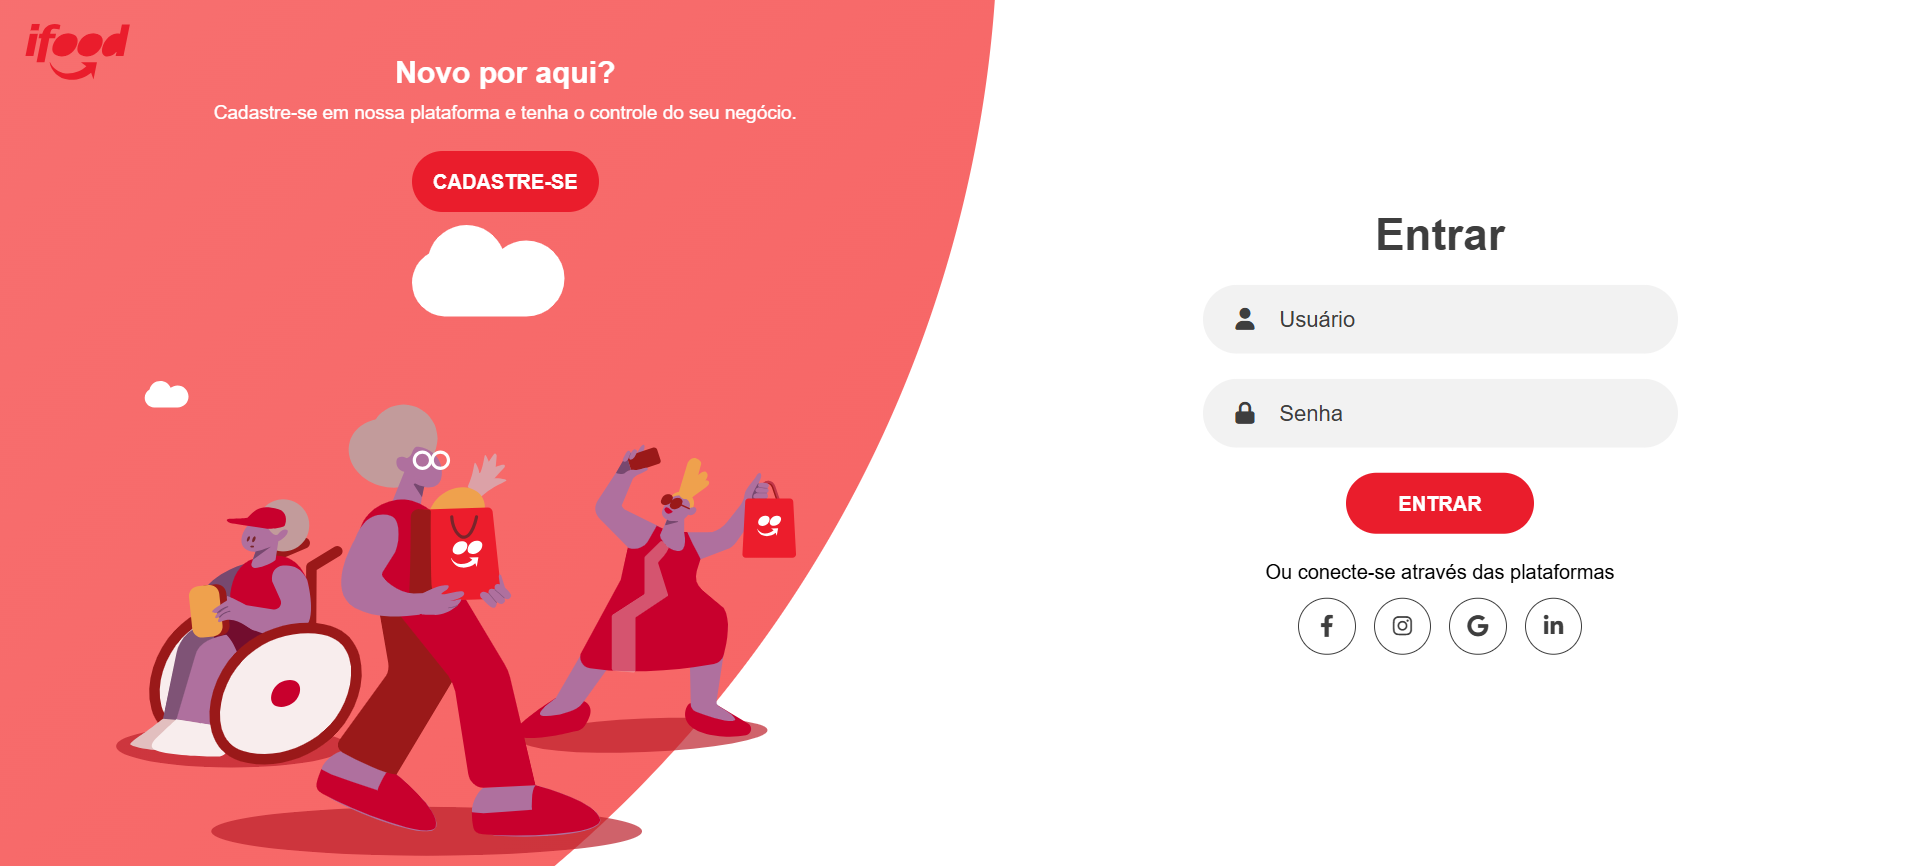 ifood
Novo por aqui?
Cadastre-se em nossa plataforma e tenha o controle do seu negócio.
CADASTRE-SE
Entrar
Usuário
Senha
ENTRAR
Ou conecte-se através das plataformas